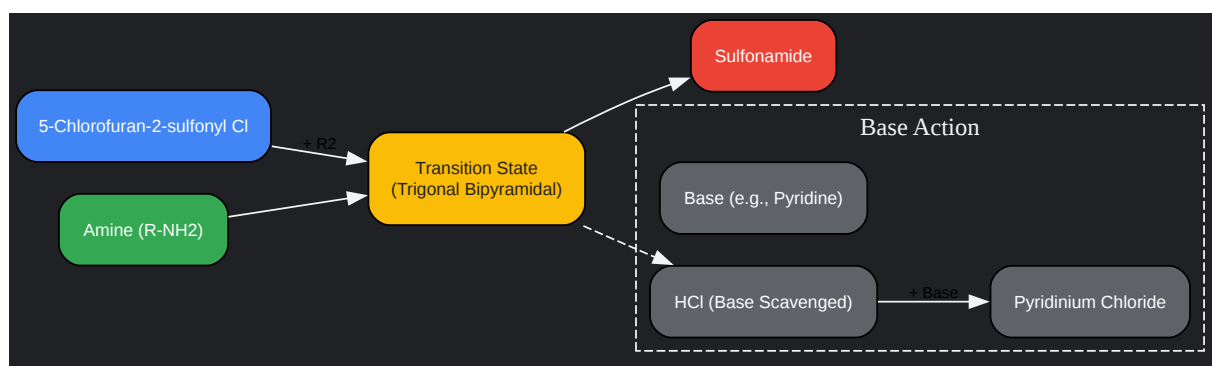 Sulfonamide
5-Chlorofuran-2-sulfonyl Cl
+ R2
Amine (R-NH2)
Transition State
(Trigonal Bipyramidal)
Base Action
Base (e.g., Pyridine)
HCl (Base Scavenged)
+ Base
Pyridinium Chloride